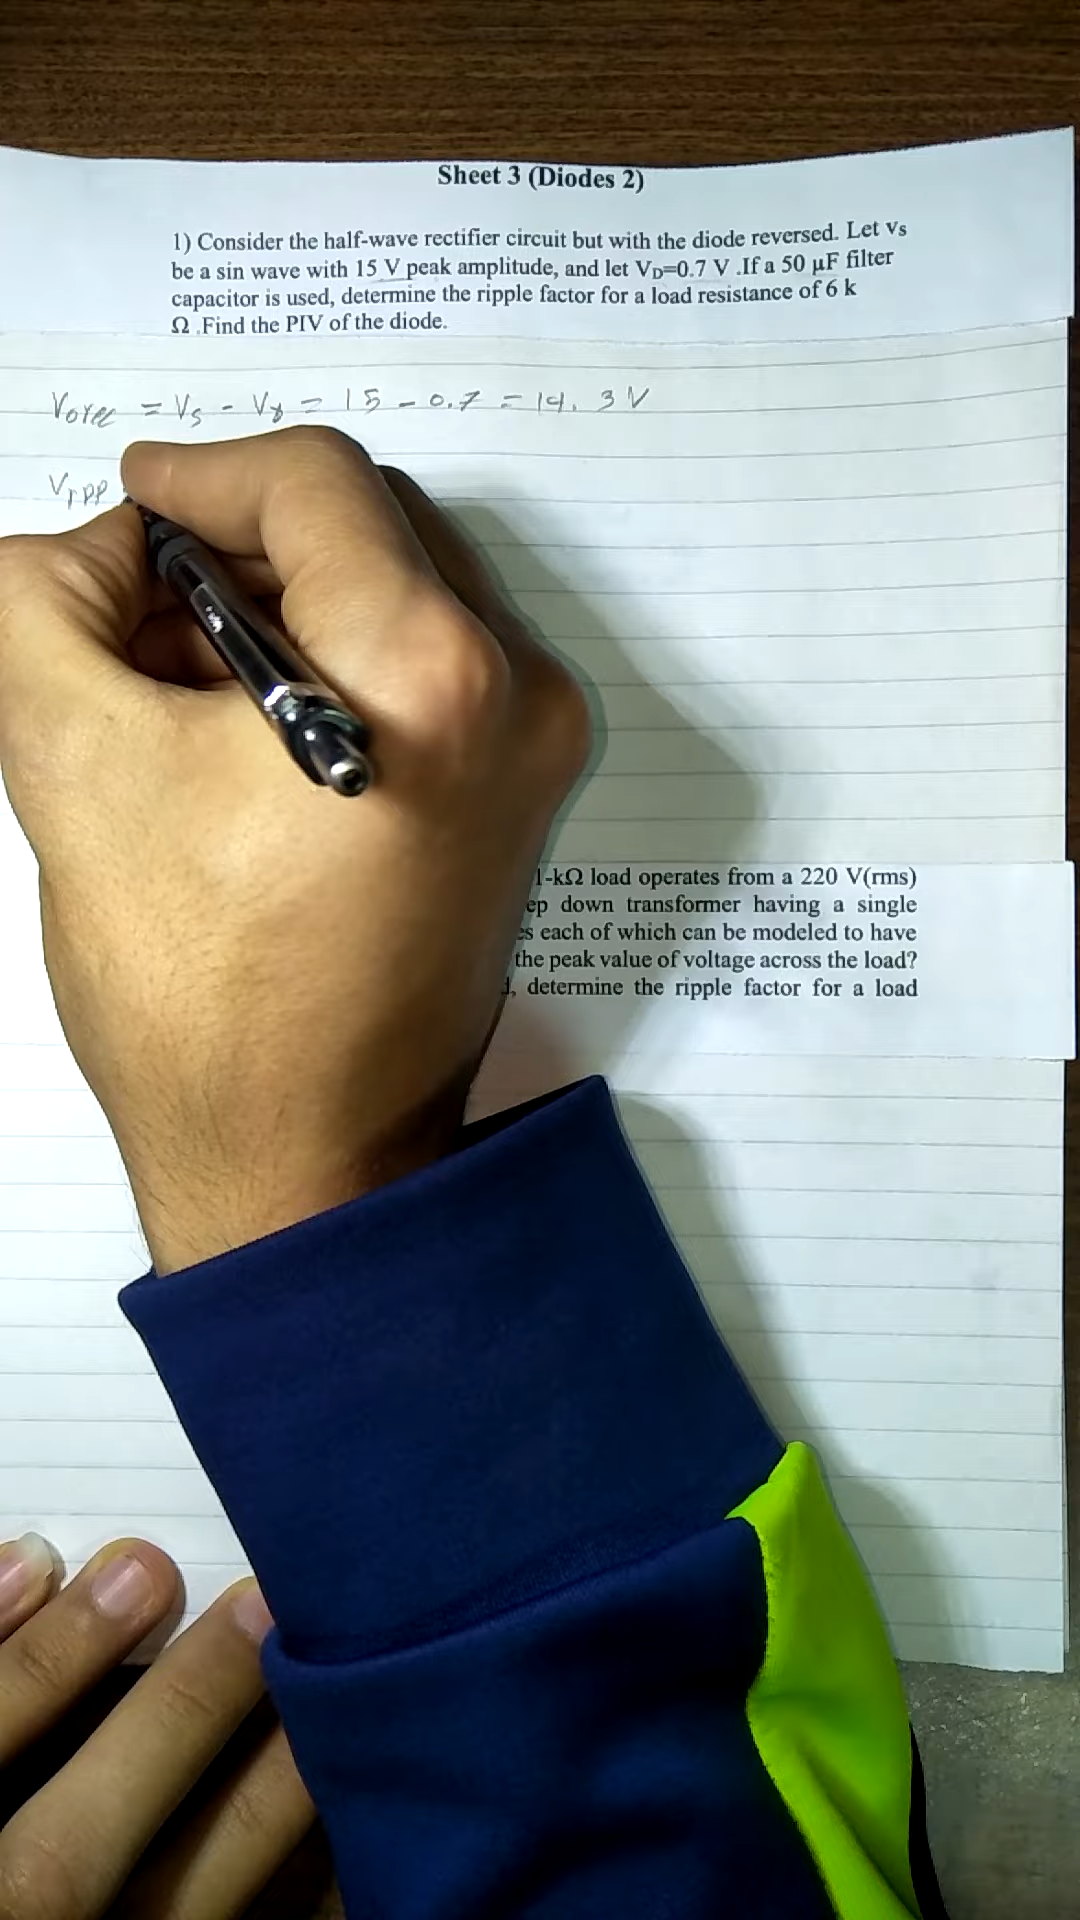 Sheet 3 (Diodes 2)
1) Consider the half-wave rectifier circuit but with the diode reversed. Let vs
be a sin wave with 15 V peak amplitude, and let VD=0.7 V .If a 50 μF filter
capacitor is used, determine the ripple factor for a load resistance of 6 k
Ω .Find the PIV of the diode.
= Vs - Vγ = 15 - 0.7 = 14.3 V
Vrpp
1-kΩ load operates from a 220 V(rms)
down transformer having a single
each of which can be modeled to have
the peak value of voltage across the load?
, determine the ripple factor for a load